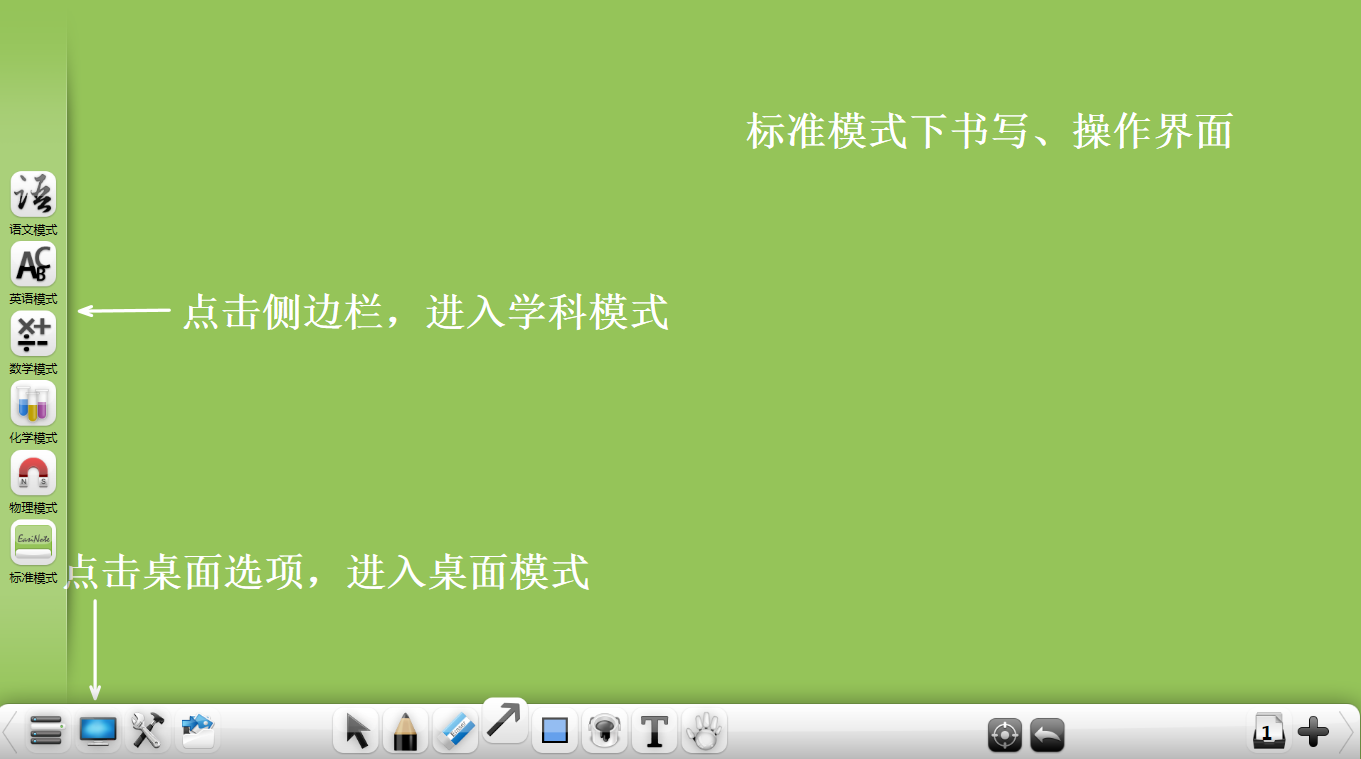 标准模式下书写、操作界面
语文模式
英语模式
点击侧边栏，进入学科模式
数学模式
化学模式
N S
物理模式
EasiNote
标准模式
点击桌面选项，进入桌面模式
T
1